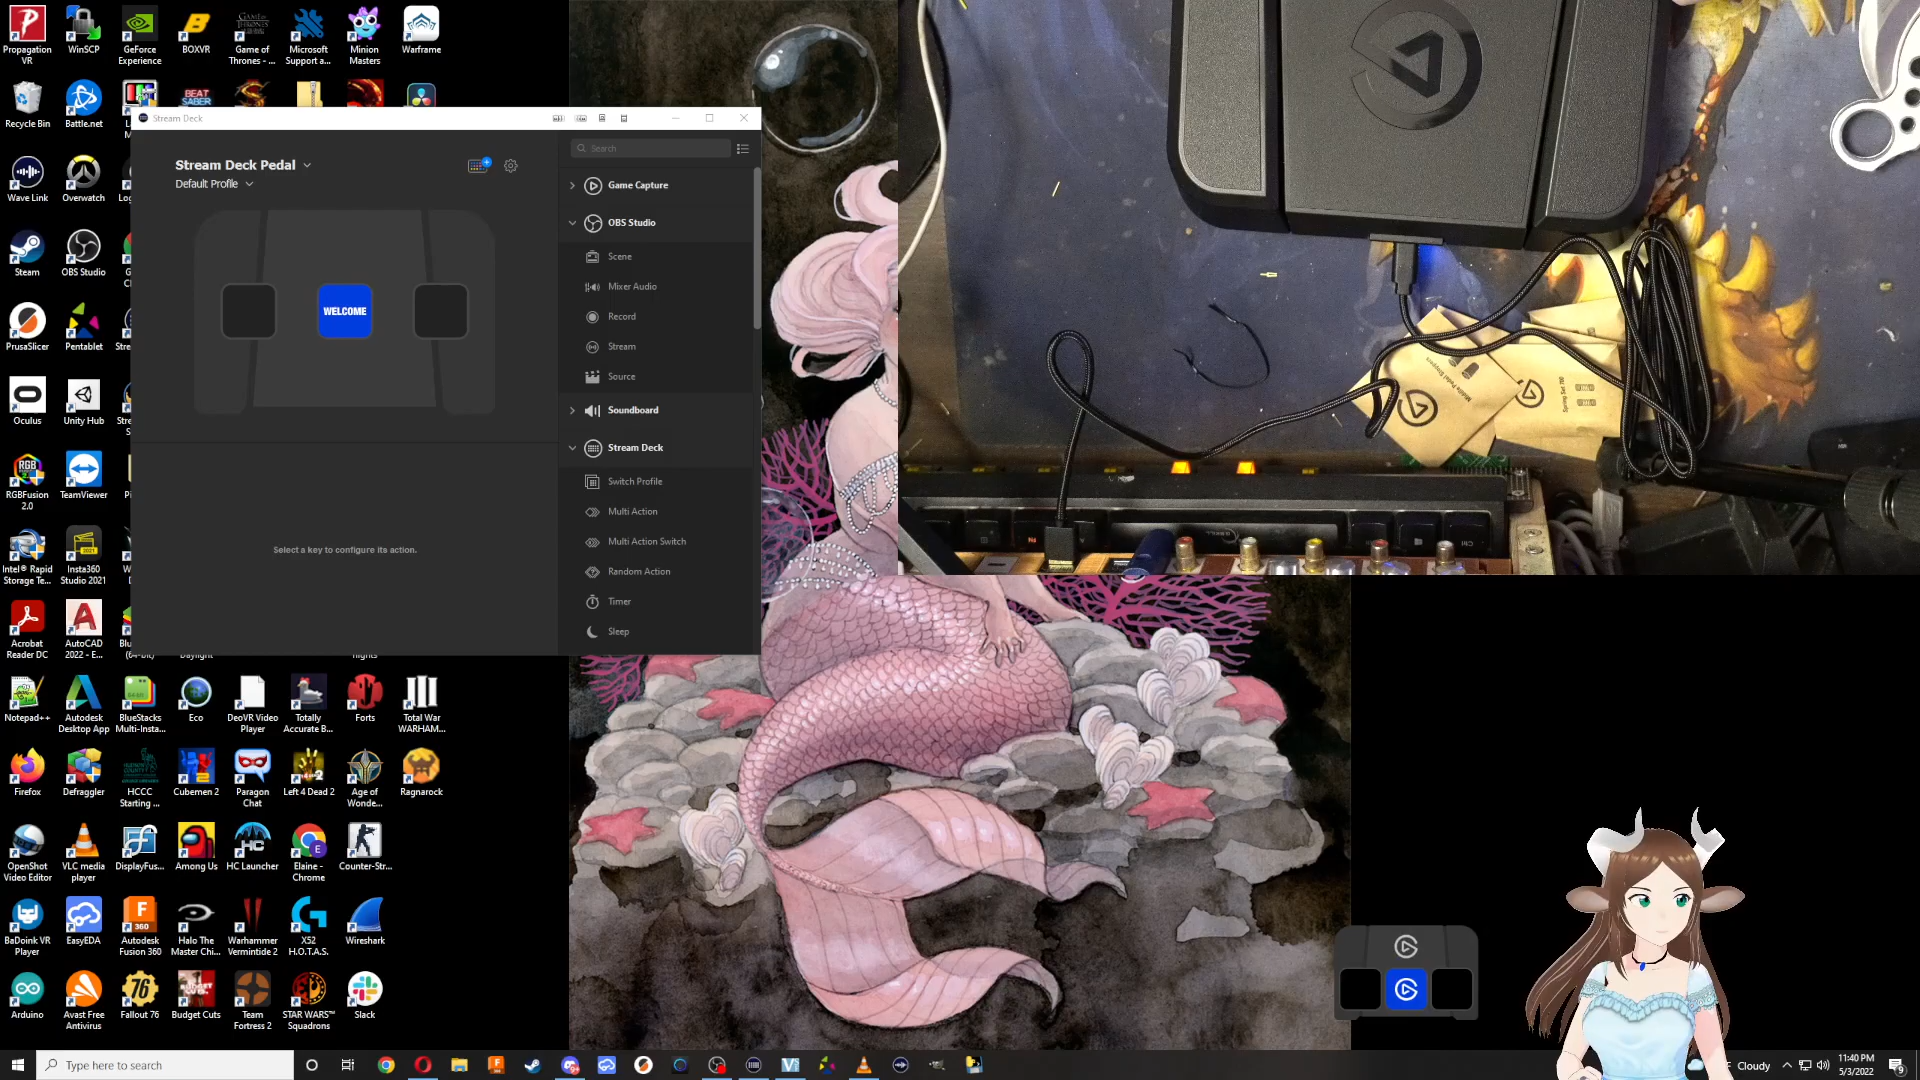 Propagation VR
WinSCP
GeForce Experience
BOXVR
Game of Thrones - ...
Microsoft Support a...
Minion Masters
Warframe
Recycle Bin
Battle.net
BEAT SABER
Stream Deck
Stream Deck Pedal
Default Profile
WELCOME
Select a key to configure its action.
Search
Game Capture
OBS Studio
Scene
Mixer Audio
Record
Stream
Source
Soundboard
Stream Deck
Switch Profile
Multi Action
Multi Action Switch
Random Action
Timer
Sleep
Wave Link
Overwatch
Steam
OBS Studio
PrusaSlicer
Pentablet
Oculus
Unity Hub
RGBFusion 2.0
TeamViewer
Intel® Rapid Storage Te...
Insta360 Studio 2021
Acrobat Reader DC
AutoCAD 2022 - E...
(64-bit)
Notepad++
Autodesk Desktop App
BlueStacks Multi-Insta...
Eco
DeoVR Video Player
Totally Accurate B...
Forts
Total War WARHAM...
Firefox
Defraggler
HCCC Starting ...
Cubemen 2
Paragon Chat
Left 4 Dead 2
Age of Wonde...
Ragnarock
OpenShot Video Editor
VLC media player
DisplayFus...
Among Us
HC Launcher
Elaine - Chrome
Counter-Str...
BaDoink VR Player
EasyEDA
Autodesk Fusion 360
Halo The Master Chi...
Warhammer Vermintide 2
X52 H.O.T.A.S.
Wireshark
Arduino
Avast Free Antivirus
Fallout 76
Budget Cuts
Team Fortress 2
STAR WARS™ Squadrons
Slack
Middle Pedal Stoppers
Type here to search
Cloudy
11:40 PM
5/3/2022